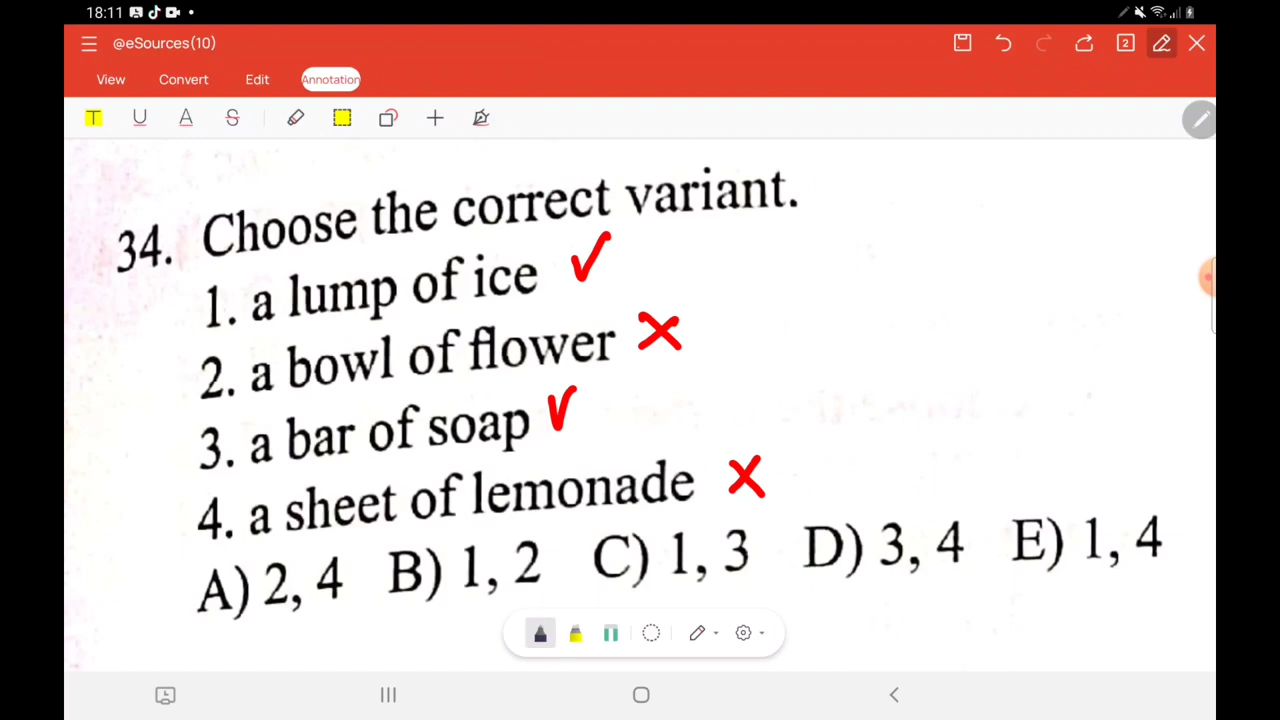 18:11
@eSources(10)
2
View Convert Edit Annotation
T U A S
34. Choose the correct variant.
1. a lump of ice
2. a bowl of flower
3. a bar of soap
4. a sheet of lemonade
A) 2, 4 B) 1, 2 C) 1, 3 D) 3, 4 E) 1, 4